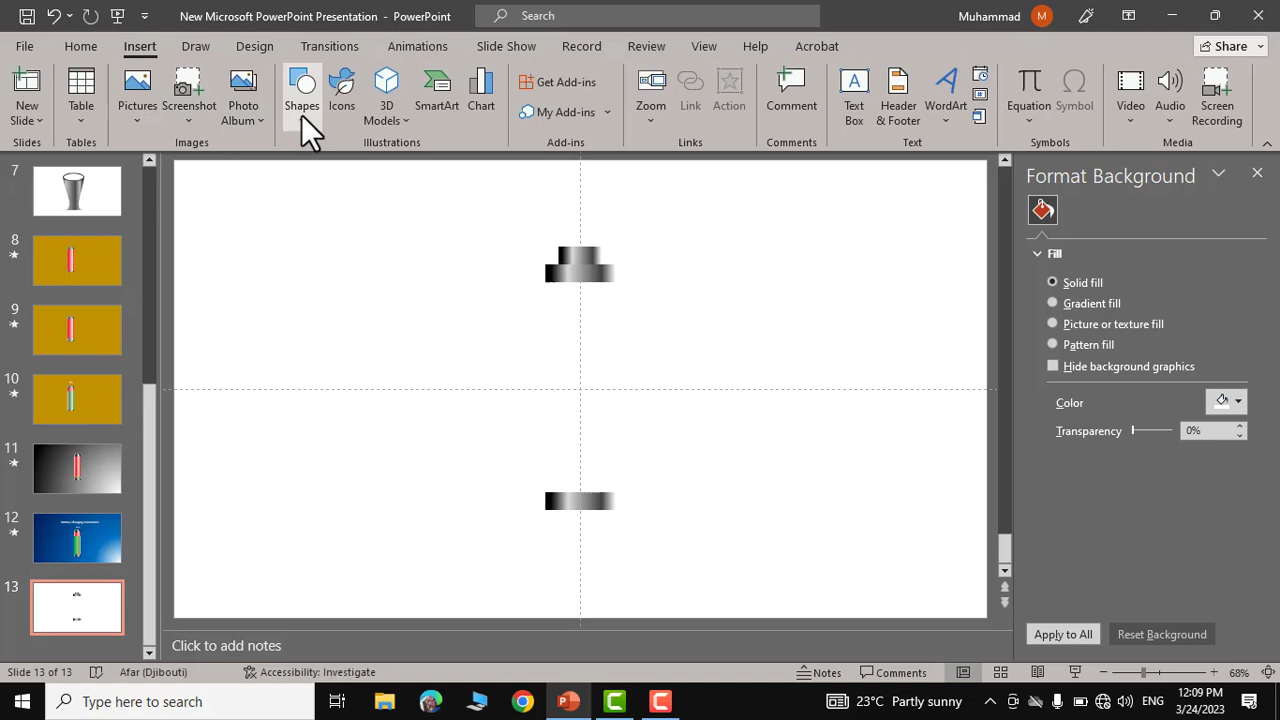 New Microsoft PowerPoint Presentation - PowerPoint
Search
Muhammad
M
File
Home
Insert
Draw
Design
Transitions
Animations
Slide Show
Record
Review
View
Help
Acrobat
Share
New
Slide
Table
Pictures
Screenshot
Photo
Album
Shapes
Icons
3D
Models
SmartArt
Chart
Get Add-ins
My Add-ins
Zoom
Link
Action
Comment
Text
Box
Header
& Footer
WordArt
Equation
Symbol
Video
Audio
Screen
Recording
Slides
Tables
Images
Illustrations
Add-ins
Links
Comments
Text
Symbols
Media
7
8
9
10
11
12
13
Format Background
Fill
Solid fill
Gradient fill
Picture or texture fill
Pattern fill
Hide background graphics
Color
Transparency
0%
Apply to All
Reset Background
Click to add notes
Slide 13 of 13
Afar (Djibouti)
Accessibility: Investigate
Notes
Comments
68%
Type here to search
23°C Partly sunny
ENG
12:09 PM
3/24/2023